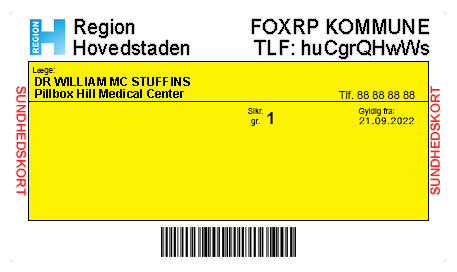 REGION
Region
Hovedstaden
FOXRP KOMMUNE
TLF: huCgrQHwWs
Læge:
DR WILLIAM MC STUFFINS
Pillbox Hill Medical Center
Tlf. 88 88 88 88
Sikr.
gr. 1
Gyldig fra:
21.09.2022
SUNDHEDSKORT
SUNDHEDSKORT